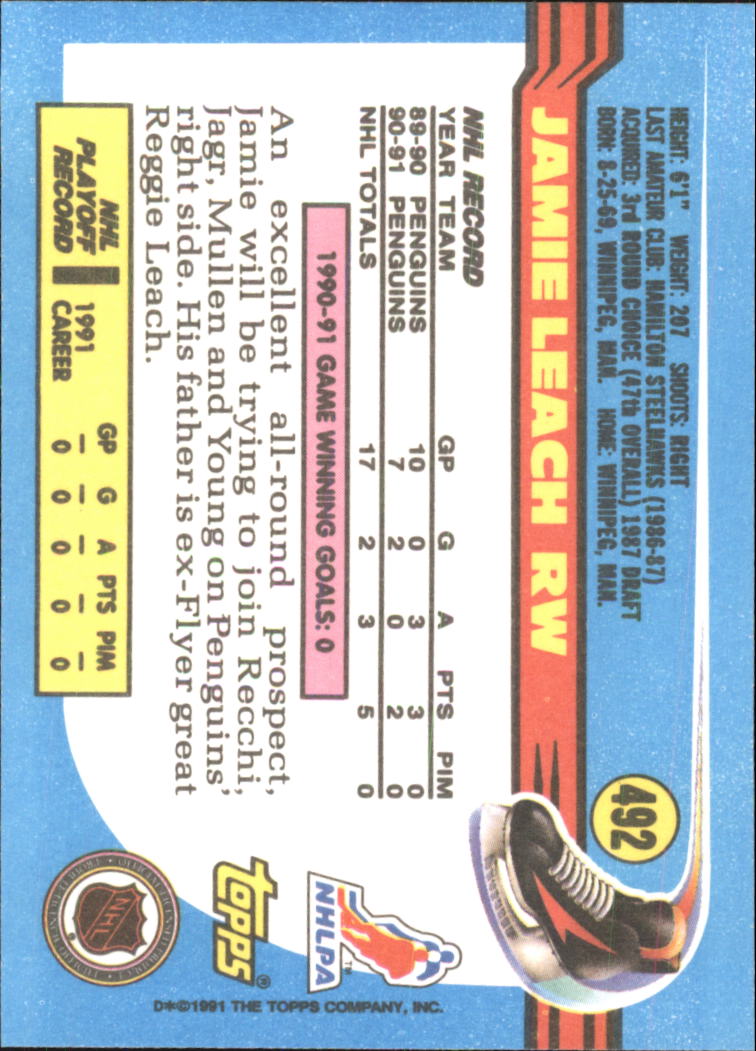 492
JAMIE LEACH RW
HEIGHT: 6'1". WEIGHT: 207 SHOOTS: RIGHT
LAST AMATEUR CLUB: HAMILTON STEELHAWKS (1986-87)
ACQUIRED: 3rd ROUND CHOICE (47th OVERALL) 1987 DRAFT
BORN: 8-25-69, WINNIPEG, MAN. HOME: WINNIPEG, MAN.
NHL RECORD
YEAR TEAM GP G A PTS PIM
89-90 PENGUINS 10 0 3 3 0
90-91 PENGUINS 7 2 0 2 0
NHL TOTALS 17 2 3 5 0
1990-91 GAME WINNING GOALS: 0
An excellent all-round prospect,
Jamie will be trying to join Recchi,
Jagr, Mullen and Young on Penguins'
right side. His father is ex-Flyer great
Reggie Leach.
NHL PLAYOFF RECORD
GP G A PTS PIM
1991 – – – – –
CAREER 0 0 0 0 0
NHLPA
TM
topps®
NHL
OFFICIAL LICENSED PRODUCT
D*©1991 THE TOPPS COMPANY, INC.